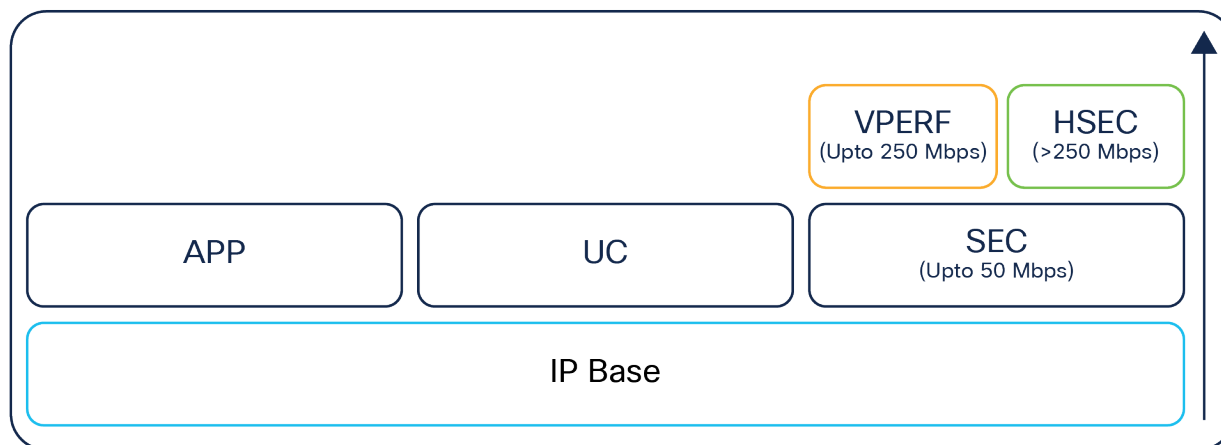 VPERF
(Upto 250 Mbps)
HSEC
(>250 Mbps)
APP
UC
SEC
(Upto 50 Mbps)
IP Base